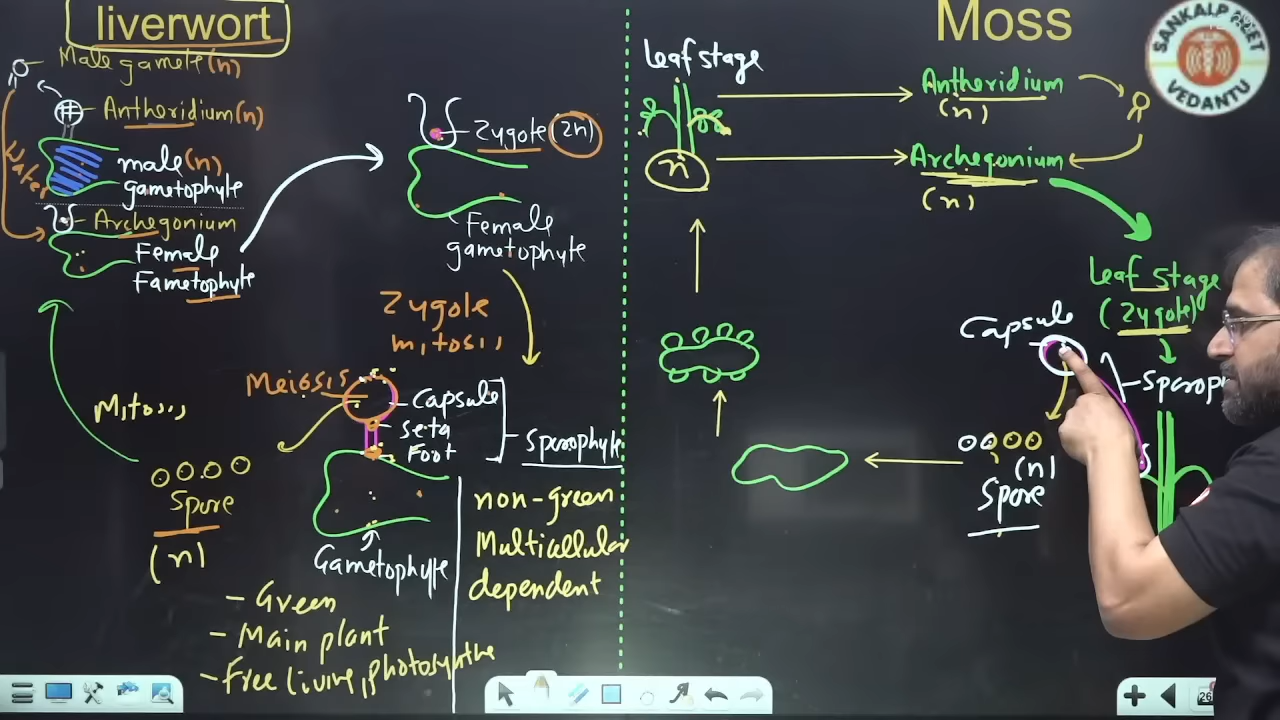 liverwort
Male gamete(n)
Antheridium(n)
male(n)
gametophyte
Water
Archegonium
Female
Fametophyte
Zygote (2n)
Female
gametophyte
Zygote
mitosis
Meiosis
Capsule
Seta
Foot
Sporophyte
Mitosis
Spore
(n)
Gametophyte
- Green
- Main plant
- Free living, photosynthe
non-green
Multicellular
dependent
Moss
SANKALP NEET
VEDANTU
leaf stage
n
Antheridium
(n)
Archegonium
(n)
leaf stage
(Zygote)
Capsule
Sporop
(n)
Spore
26